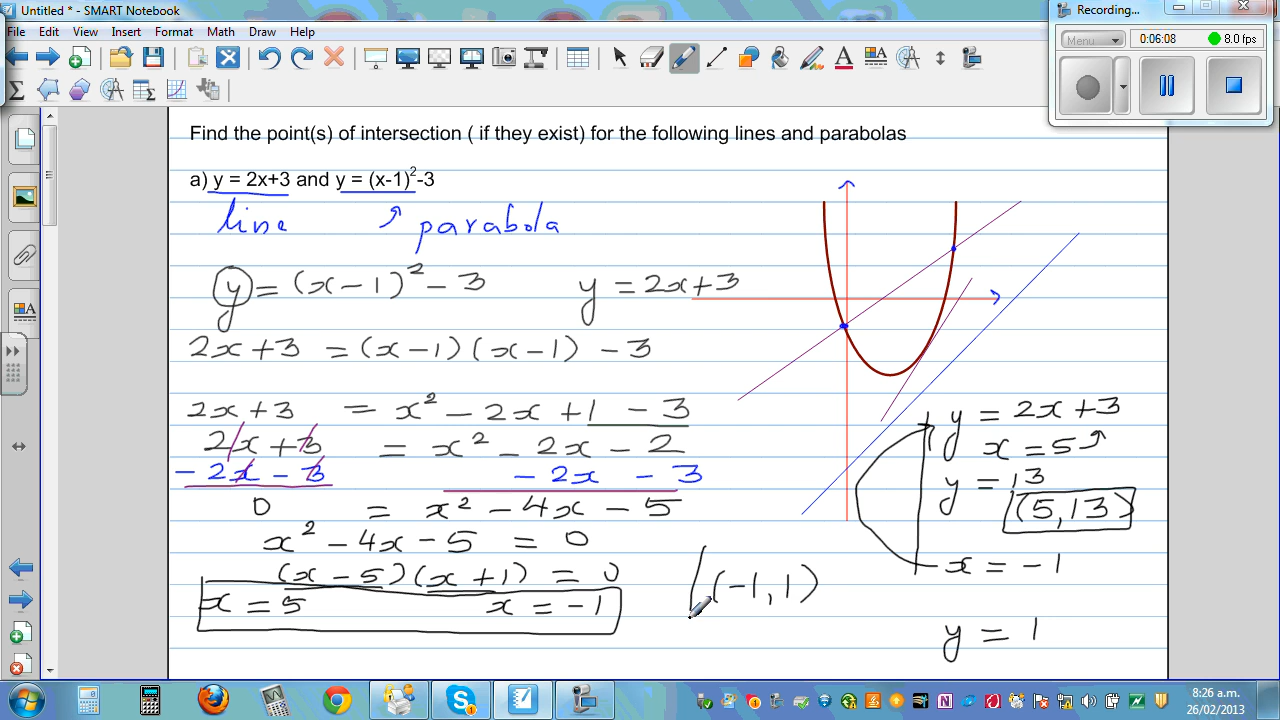 Untitled * - SMART Notebook
File Edit View Insert Format Math Draw Help
Recording...
Menu 0:06:08 8.0 fps
Find the point(s) of intersection ( if they exist) for the following lines and parabolas
a) y = 2x+3 and y = (x-1)²-3
line parabola
y = (x-1)² - 3 y = 2x+3
2x+3 = (x-1)(x-1) - 3
2x+3 = x² - 2x + 1 - 3
2x+3 = x² - 2x - 2
- 2x - 3 - 2x - 3
0 = x² - 4x - 5
x² - 4x - 5 = 0
(x-5)(x+1) = 0
x = 5 x = -1
(-1,1)
y = 2x+3
x = 5
y = 13
(5,13)
x = -1
y = 1
8:26 a.m.
26/02/2013